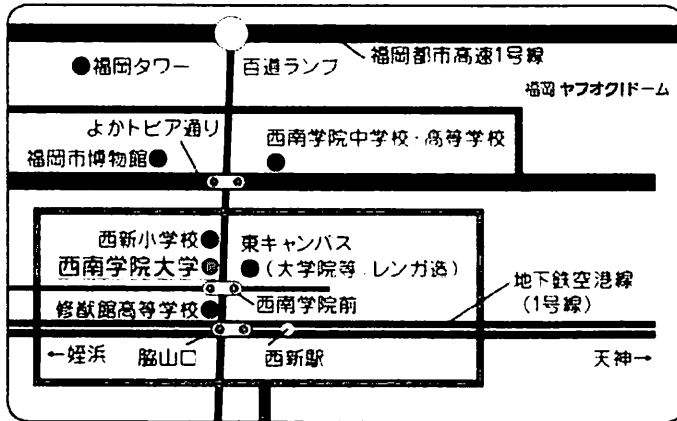 福岡都市高速1号線
●福岡タワー
百道ランプ
福岡 ヤフオク!ドーム
よかトピア通り
西南学院中学校・高等学校
福岡市博物館●
西新小学校●
東キャンパス
西南学院大学
●(大学院等 レンガ造)
地下鉄空港線
(1号線)
西南学院前
修猷館高等学校●
←姪浜
脇山口
西新駅
天神→